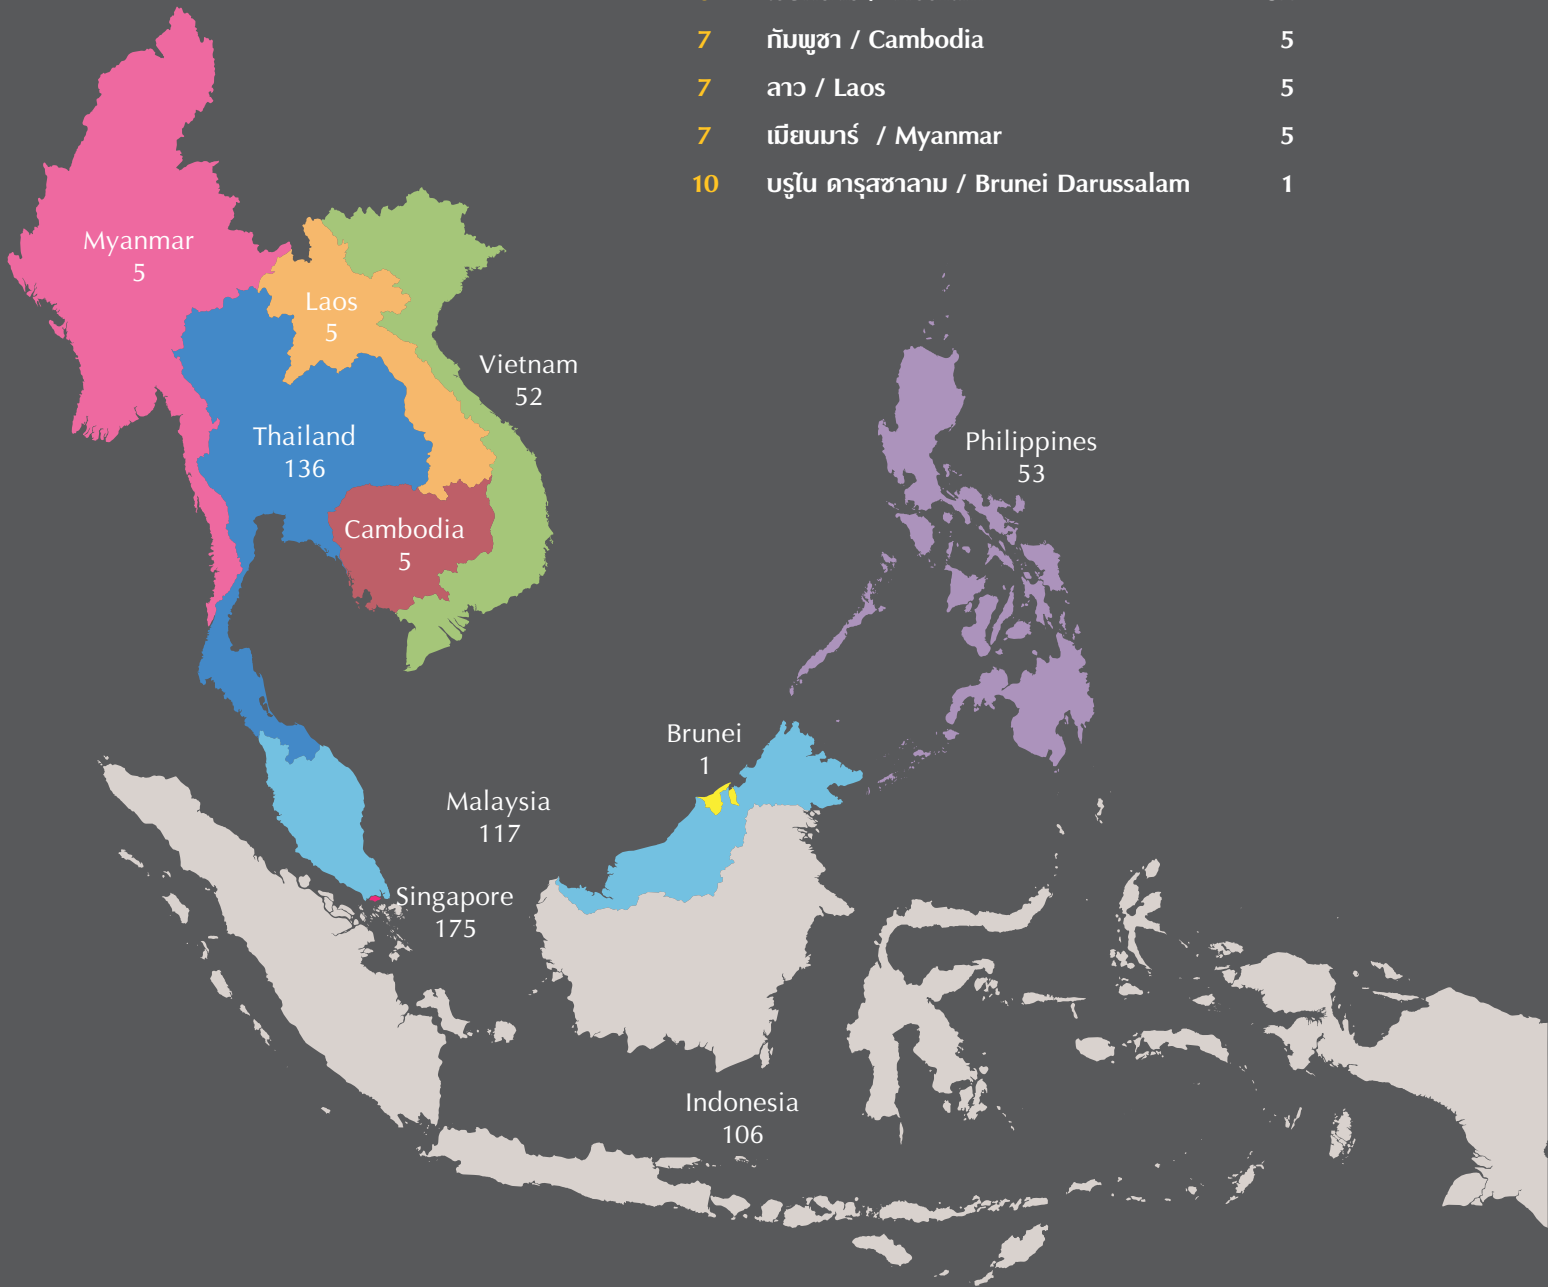 7 กัมพูชา / Cambodia 5
7 ลาว / Laos 5
7 เมียนมาร์ / Myanmar 5
10 บรูไน ดารุสซาลาม / Brunei Darussalam 1
Myanmar
5
Laos
5
Vietnam
52
Thailand
136
Philippines
53
Cambodia
5
Brunei
1
Malaysia
117
Singapore
175
Indonesia
106